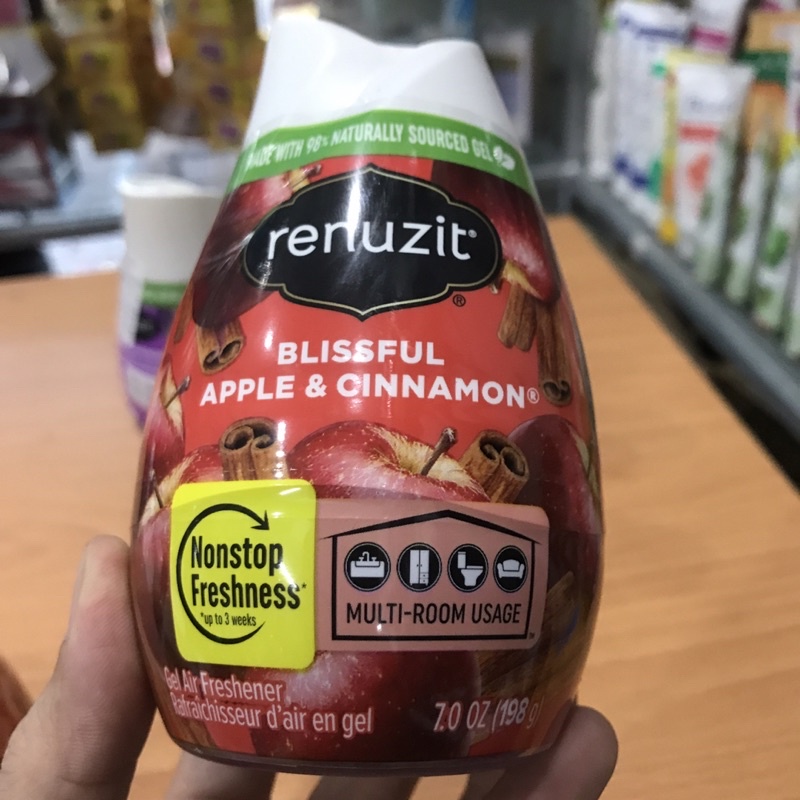 MADE WITH 98% NATURALLY SOURCED GEL
renuzit®
®
BLISSFUL
APPLE & CINNAMON®
Nonstop
Freshness*
*up to 3 weeks
MULTI-ROOM USAGE
Gel Air Freshener
Rafraîchisseur d'air en gel
7.0 OZ (198 g)